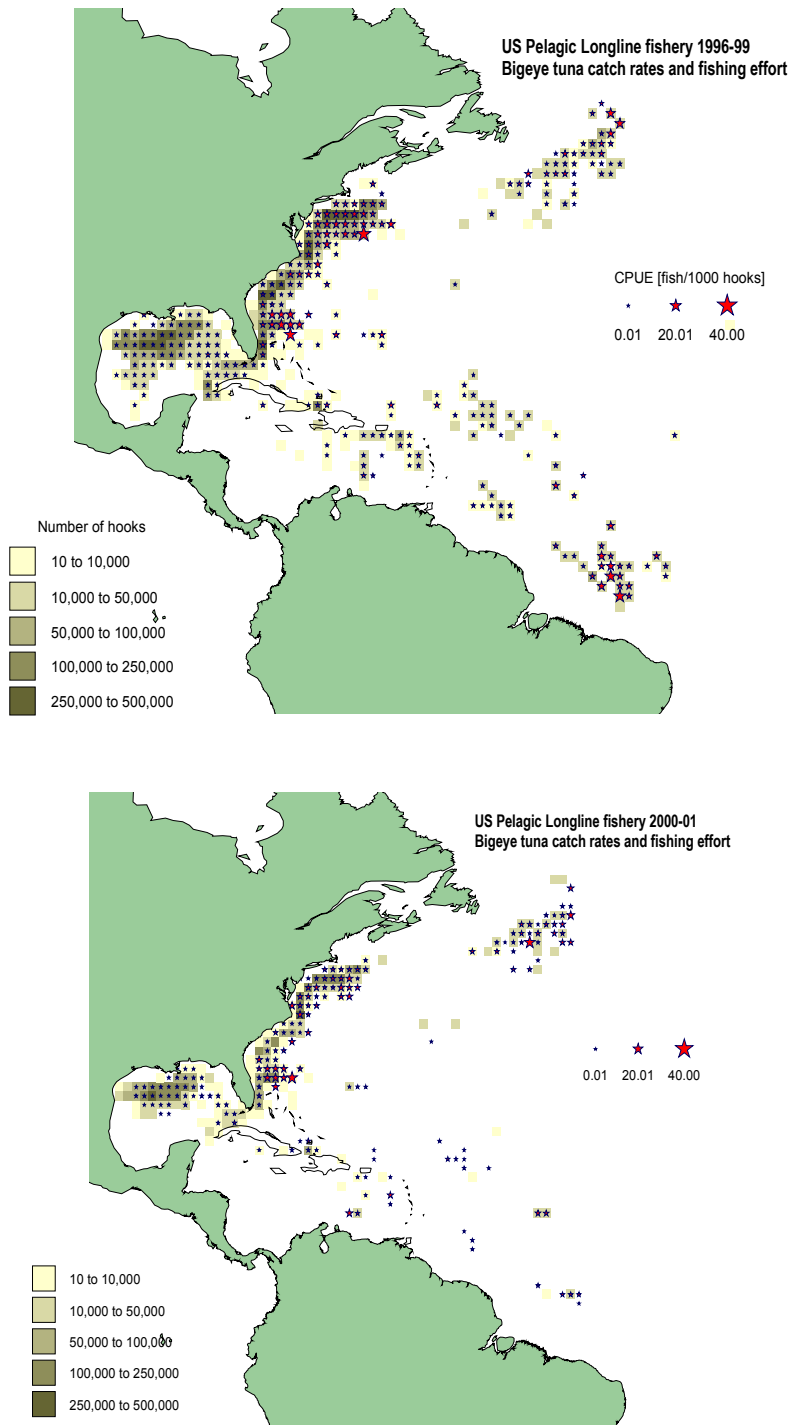 US Pelagic Longline fishery 1996-99
Bigeye tuna catch rates and fishing effort
CPUE [fish/1000 hooks]
0.01 20.01 40.00
Number of hooks
10 to 10,000
10,000 to 50,000
50,000 to 100,000
100,000 to 250,000
250,000 to 500,000
US Pelagic Longline fishery 2000-01
Bigeye tuna catch rates and fishing effort
0.01 20.01 40.00
10 to 10,000
10,000 to 50,000
50,000 to 100,000
100,000 to 250,000
250,000 to 500,000